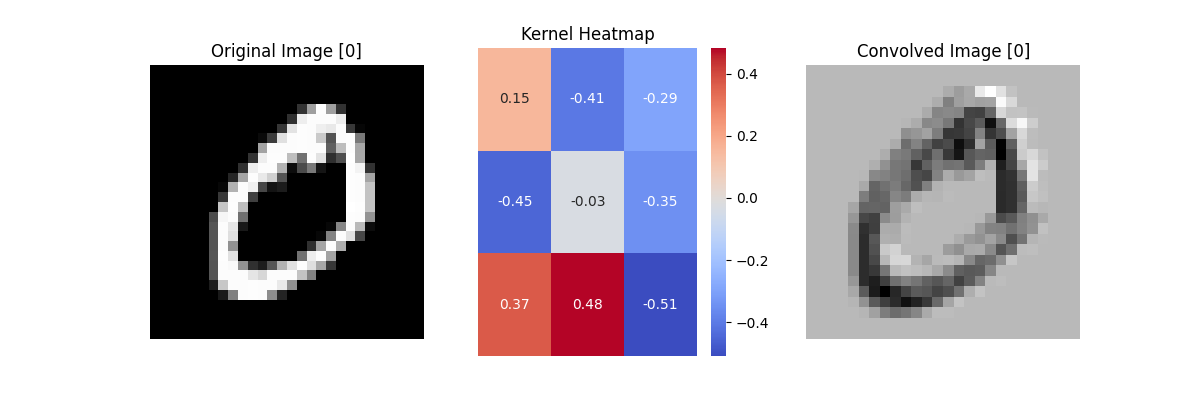 Original Image [0]
Kernel Heatmap
Convolved Image [0]
0.15 -0.41 -0.29
-0.45 -0.03 -0.35
0.37 0.48 -0.51
0.4
0.2
0.0
−0.2
−0.4